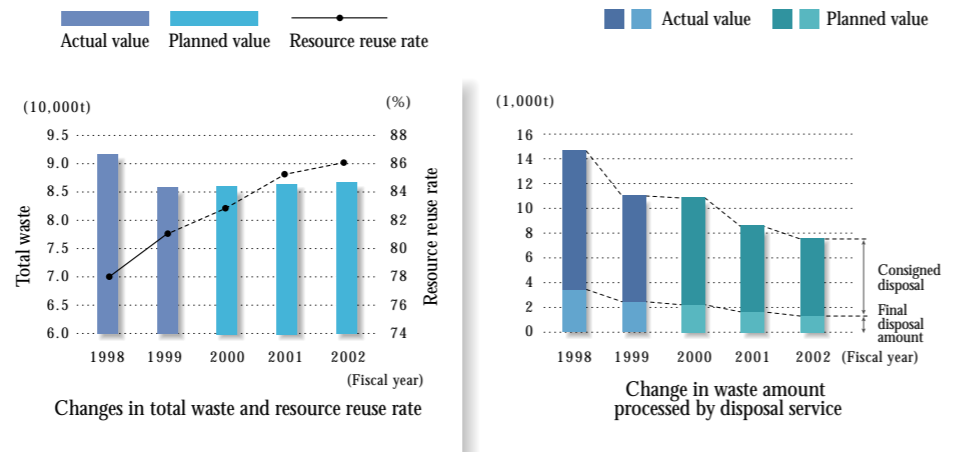 Actual value Planned value Resource reuse rate
(10,000t) (%)
9.5 88
9.0 86
8.5 84
8.0 82
7.5 80
7.0 78
6.5 76
6.0 74
Total waste
Resource reuse rate
1998 1999 2000 2001 2002
(Fiscal year)
Changes in total waste and resource reuse rate
Actual value Planned value
(1,000t)
16
14
12
10
8
6
4
2
0
Consigned
disposal
Final
disposal
amount
1998 1999 2000 2001 2002 (Fiscal year)
Change in waste amount
processed by disposal service